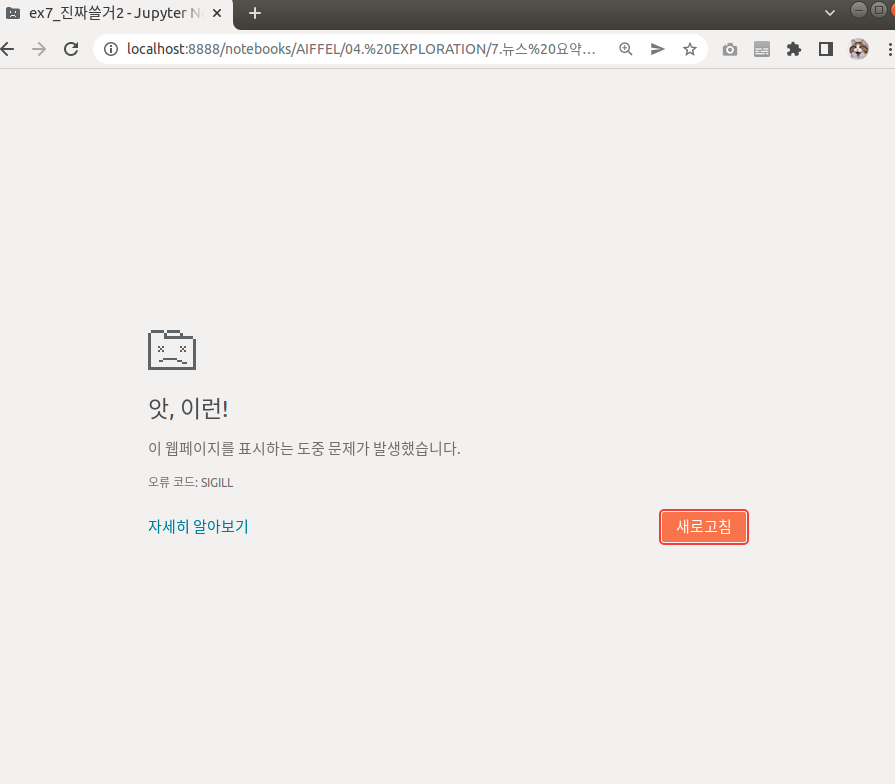 ex7_진짜쓸거2 - Jupyter N
localhost:8888/notebooks/AIFFEL/04.%20EXPLORATION/7.뉴스%20요약…
앗, 이런!
이 웹페이지를 표시하는 도중 문제가 발생했습니다.
오류 코드: SIGILL
자세히 알아보기
새로고침